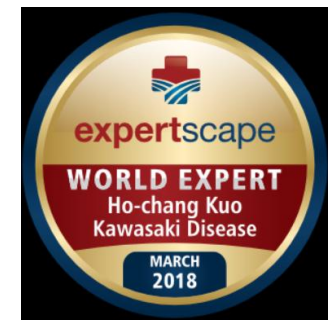 expertscape
WORLD EXPERT
Ho-chang Kuo
Kawasaki Disease
MARCH
2018